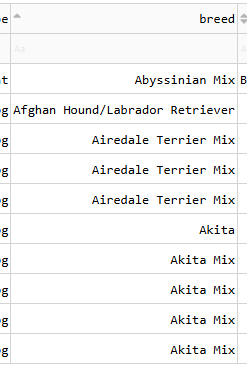 breed
Aa
Abyssinian Mix
Afghan Hound/Labrador Retriever
Airedale Terrier Mix
Airedale Terrier Mix
Airedale Terrier Mix
Akita
Akita Mix
Akita Mix
Akita Mix
Akita Mix